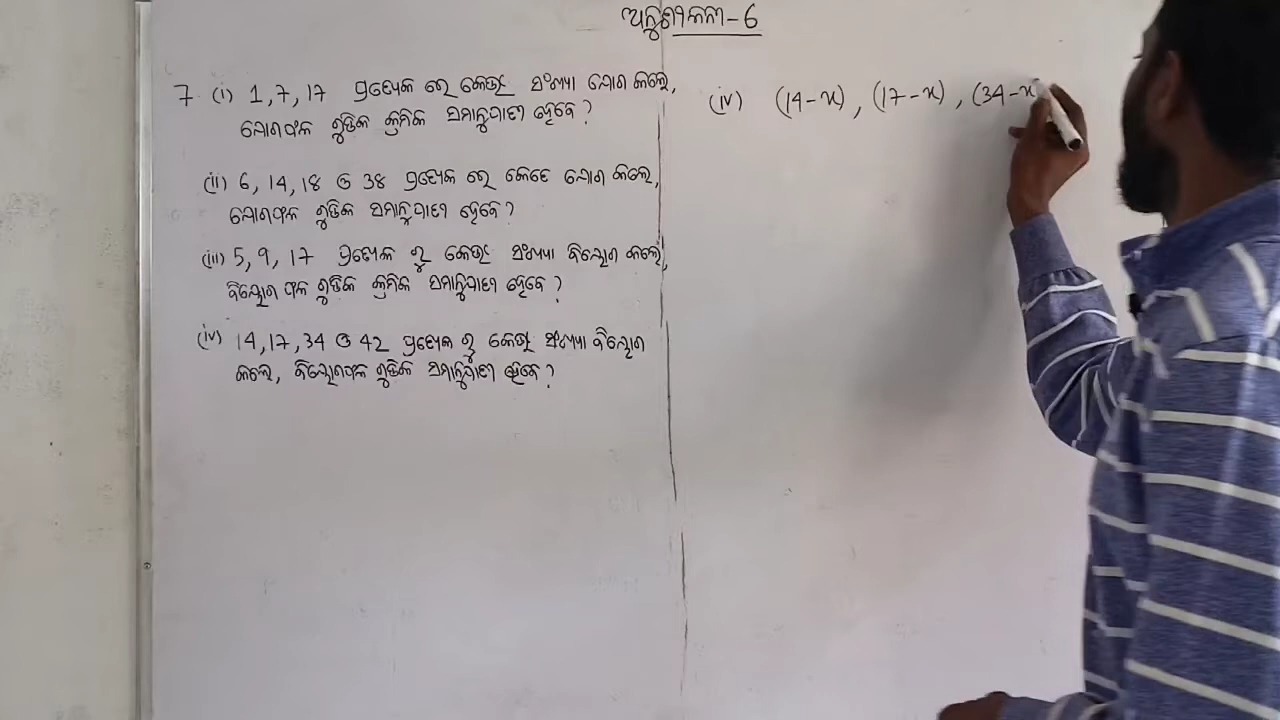 ଅନୁଶୀଳନୀ-6
7 (i) 1, 7, 17 ପ୍ରତ୍ୟେକ ରେ କେଉଁ ସଂଖ୍ୟା ଯୋଗ କଲେ,
ଯୋଗଫଳ ଗୁଡିକ କ୍ରମିକ ସମାନୁପାତୀ ହେବେ ?
(ii) 6, 14, 18 ଓ 38 ପ୍ରତ୍ୟେକ ରେ କେତେ ଯୋଗ କଲେ,
ଯୋଗଫଳ ଗୁଡିକ ସମାନୁପାତୀ ହେବେ ?
(iii) 5, 9, 17 ପ୍ରତ୍ୟେକ ରୁ କେଉଁ ସଂଖ୍ୟା ବିୟୋଗ କଲେ,
ବିୟୋଗ ଫଳ ଗୁଡିକ କ୍ରମିକ ସମାନୁପାତୀ ହେବେ ?
(iv) 14, 17, 34 ଓ 42 ପ୍ରତ୍ୟେକ ରୁ କେଉଁ ସଂଖ୍ୟା ବିୟୋଗ
କଲେ, ବିୟୋଗଫଳ ଗୁଡିକ ସମାନୁପାତୀ ହେବେ ?
(iv) (14-x), (17-x), (34-x